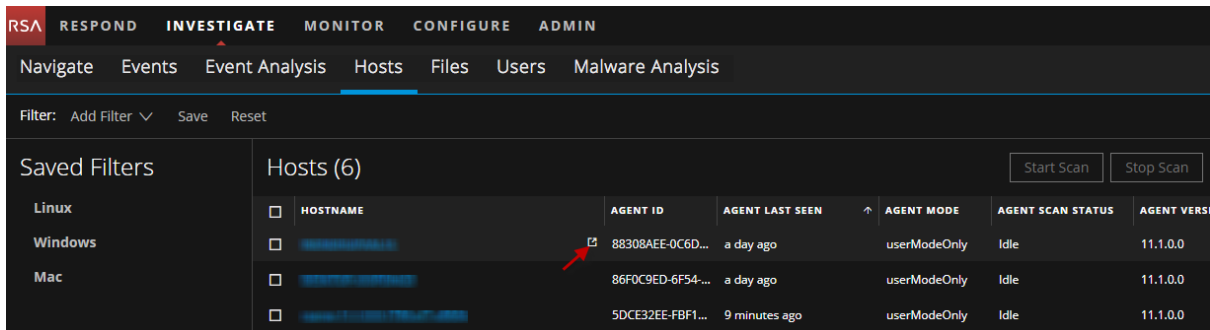 RSA RESPOND INVESTIGATE MONITOR CONFIGURE ADMIN
Navigate Events Event Analysis Hosts Files Users Malware Analysis
Filter: Add Filter Save Reset
Saved Filters
Linux
Windows
Mac
Hosts (6)
Start Scan Stop Scan
HOSTNAME AGENT ID AGENT LAST SEEN AGENT MODE AGENT SCAN STATUS AGENT VERS
88308AEE-0C6D... a day ago userModeOnly Idle 11.1.0.0
86F0C9ED-6F54-... a day ago userModeOnly Idle 11.1.0.0
5DCE32EE-FBF1... 9 minutes ago userModeOnly Idle 11.1.0.0